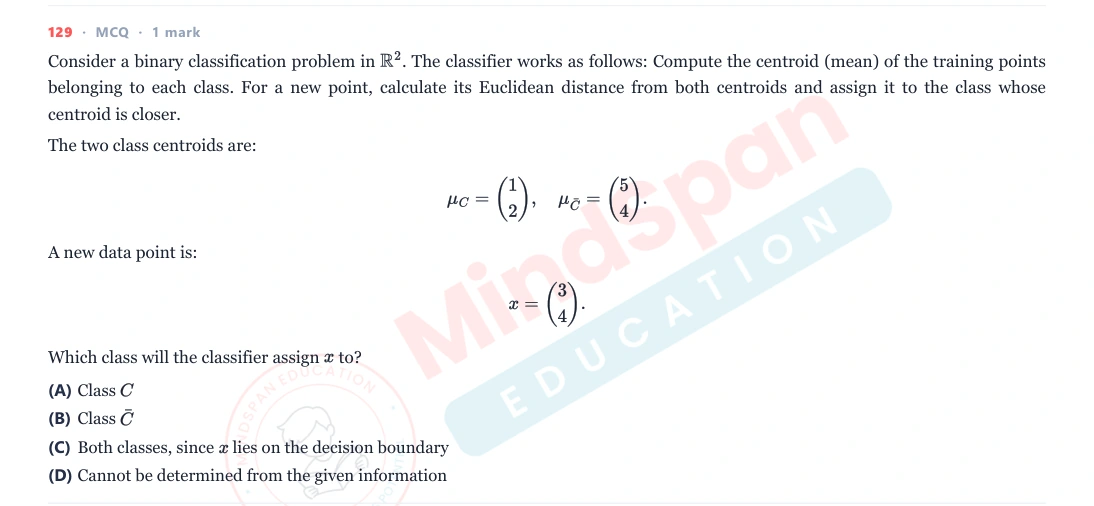 129 · MCQ · 1 mark
Consider a binary classification problem in ℝ². The classifier works as follows: Compute the centroid (mean) of the training points
belonging to each class. For a new point, calculate its Euclidean distance from both centroids and assign it to the class whose
centroid is closer.
The two class centroids are:
μ_C = (1 2), μ_C̄ = (5 4).
A new data point is:
x = (3 4).
Which class will the classifier assign x to?
(A) Class C
(B) Class C̄
(C) Both classes, since x lies on the decision boundary
(D) Cannot be determined from the given information
Mindspan
EDUCATION
MINDSPAN EDUCATION